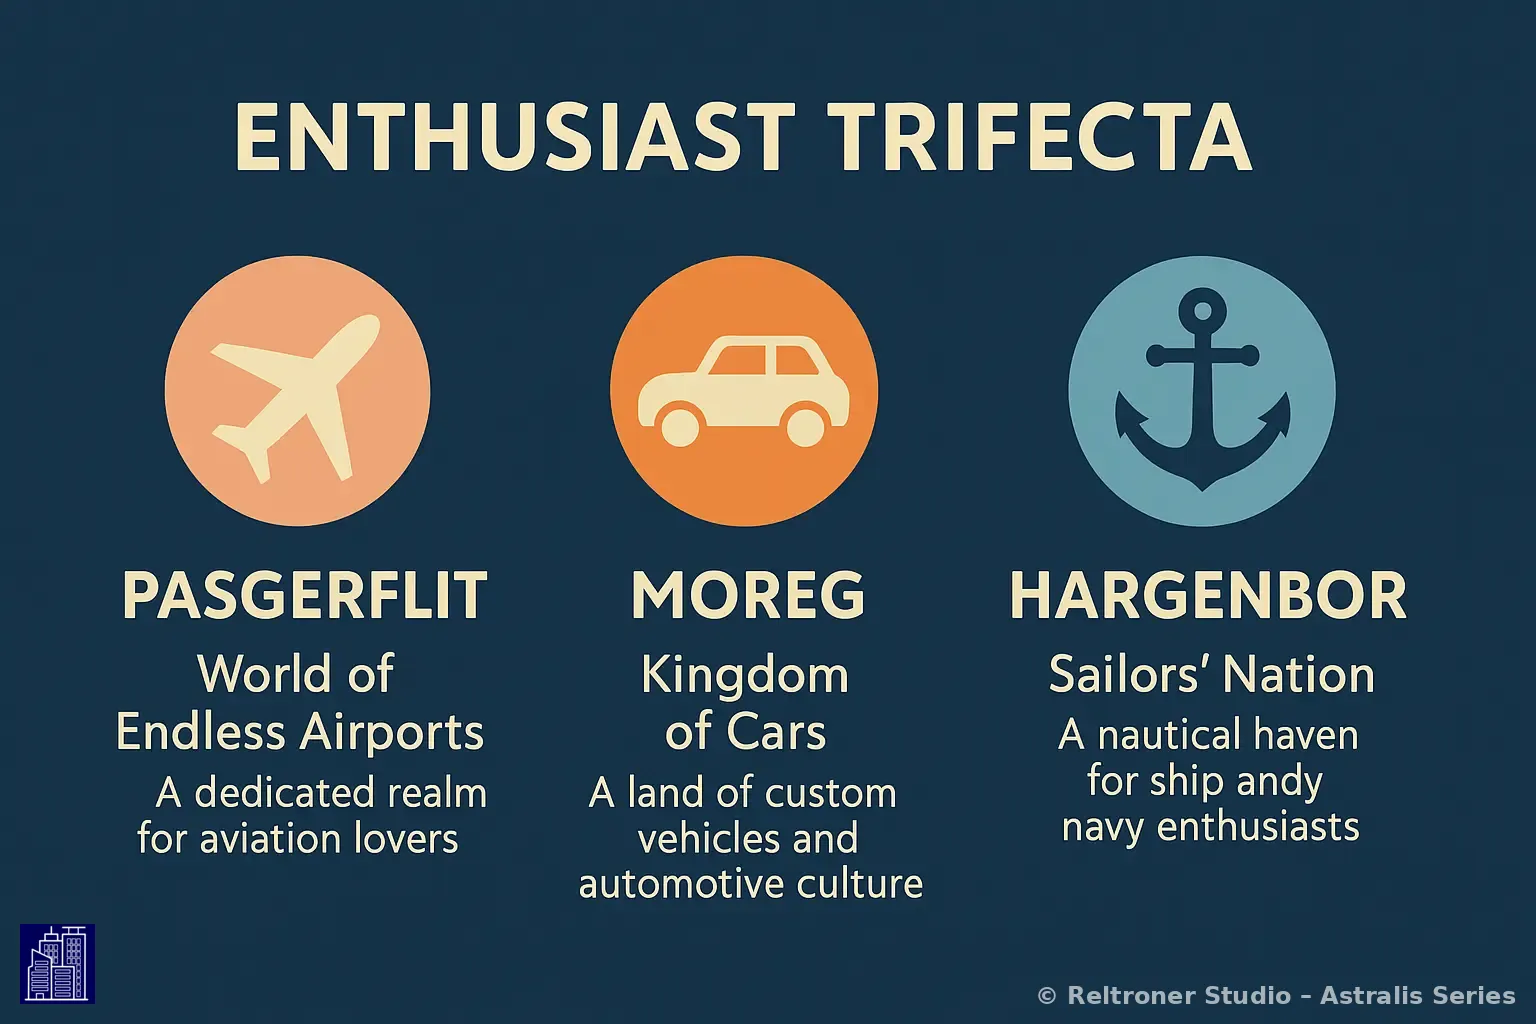 ENTHUSIAST TRIFECTA
PASGERFLIT
World of
Endless Airports
A dedicated realm
for aviation lovers
MOREG
Kingdom
of Cars
A land of custom
vehicles and
automotive culture
HARGENBOR
Sailors’ Nation
A nautical haven
for ship andy
navy enthusiasts
© Reltroner Studio – Astralis Series